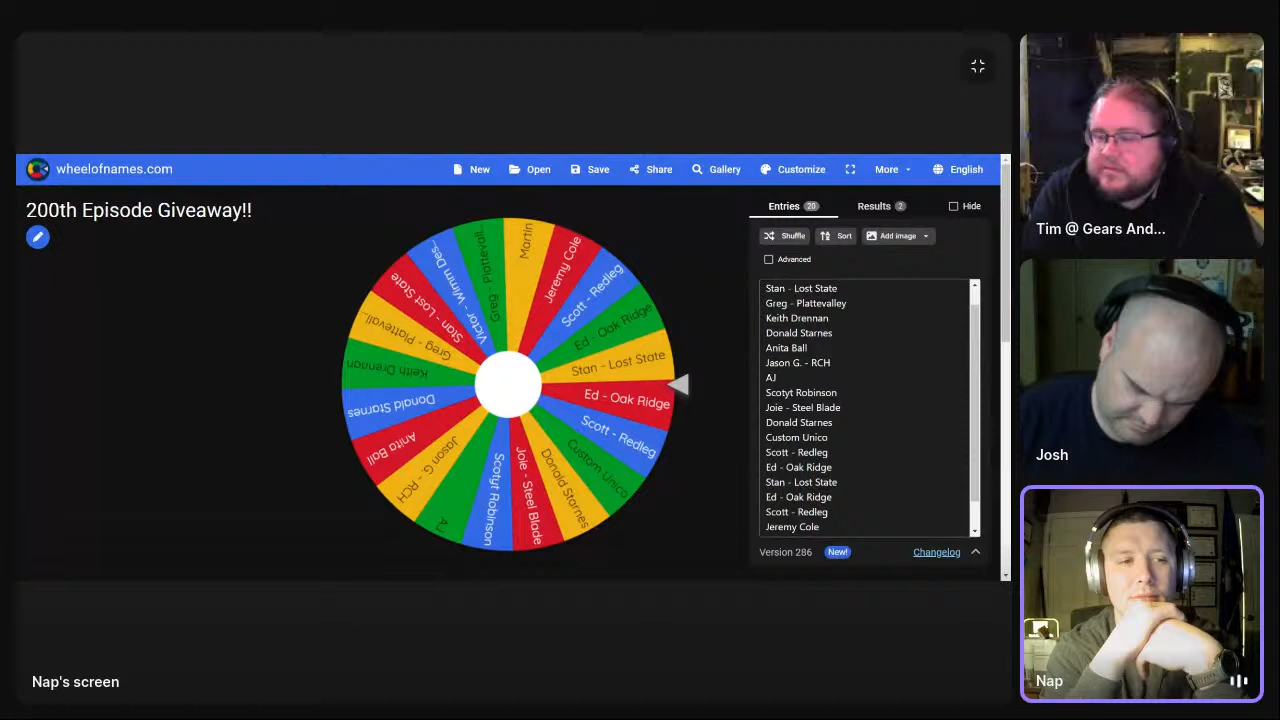 wheelofnames.com
New
Open
Save
Share
Gallery
Customize
More
English
200th Episode Giveaway!!
Entries 20
Results 2
Hide
Shuffle
Sort
Add image
Advanced
Stan - Lost State
Greg - Plattevalley
Keith Drennan
Donald Starnes
Anita Ball
Jason G. - RCH
AJ
Scotyt Robinson
Joie - Steel Blade
Donald Starnes
Custom Unico
Scott - Redleg
Ed - Oak Ridge
Stan - Lost State
Ed - Oak Ridge
Scott - Redleg
Jeremy Cole
Version 286
New!
Changelog
Martin
Jeremy Cole
Scott - Redleg
Ed - Oak Ridge
Stan - Lost State
Ed - Oak Ridge
Scott - Redleg
Custom Unico
Donald Starnes
Joie - Steel Blade
Scotyt Robinson
AJ
Jason G. - RCH
Anita Ball
Donald Starnes
Keith Drennan
Greg - Plattevall...
Stan - Lost State
Victor - Wimm Des...
Greg - Plattevall...
Tim @ Gears And...
Josh
Nap
Nap's screen